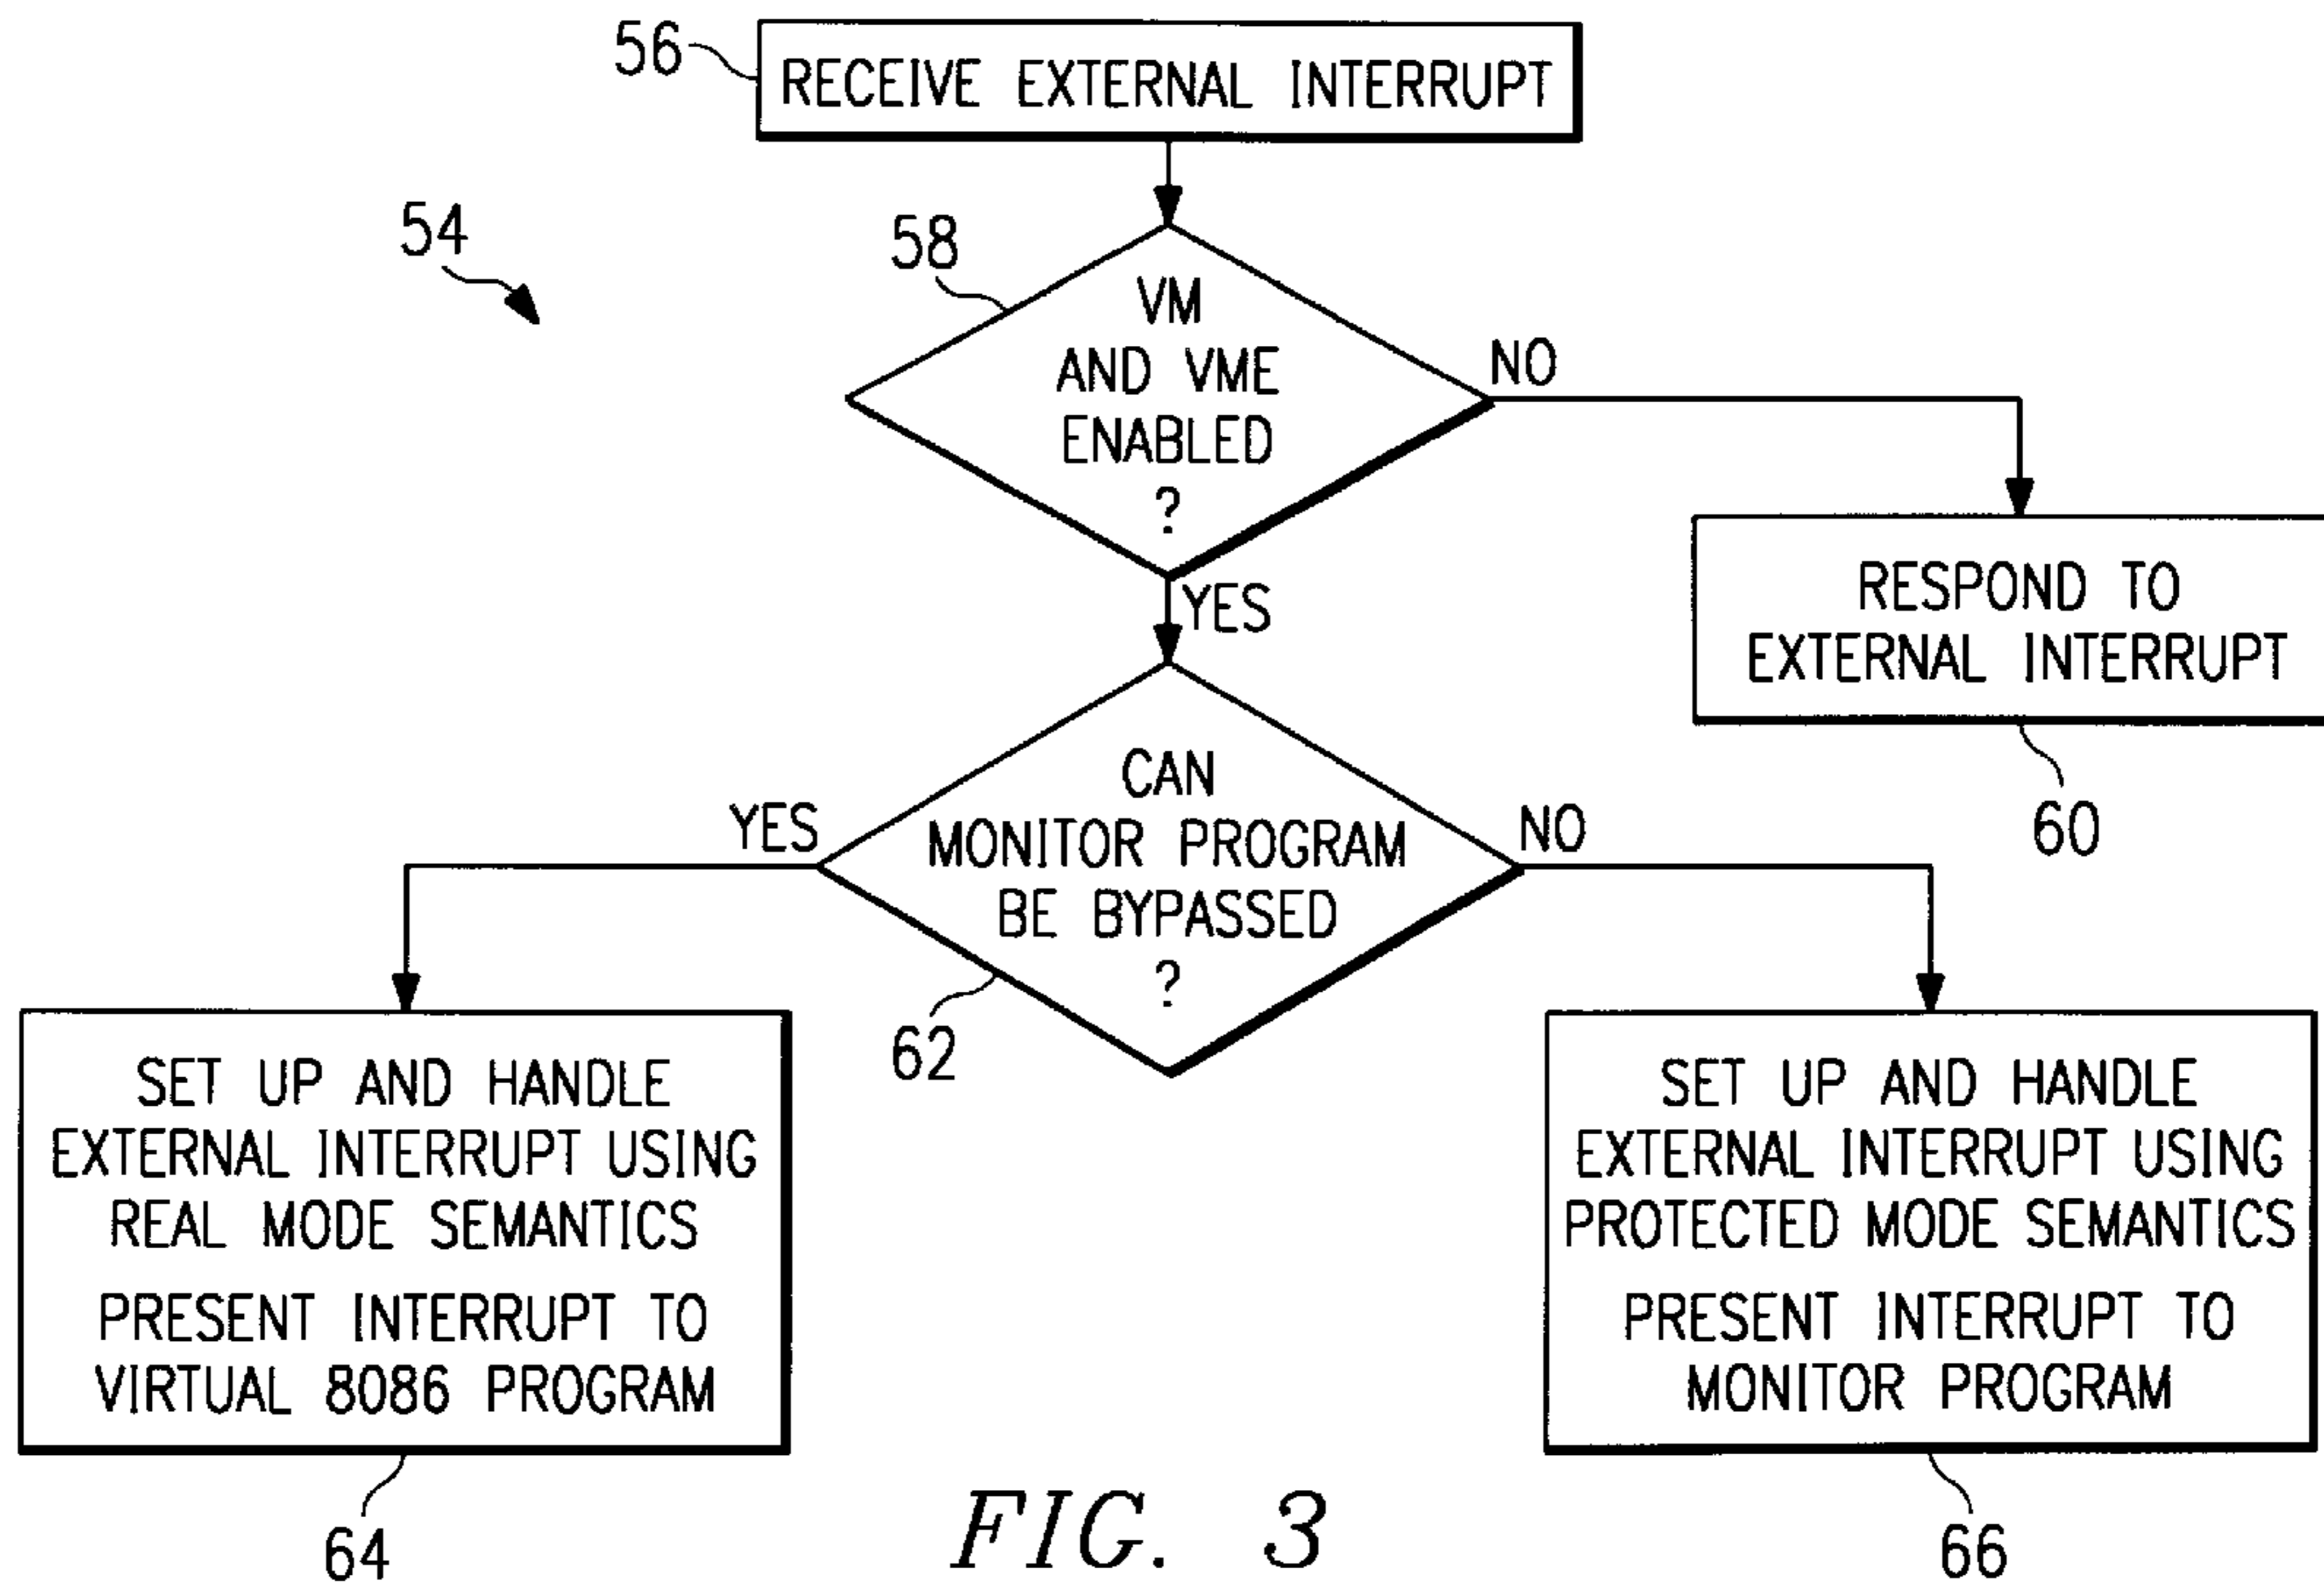 56
RECEIVE EXTERNAL INTERRUPT
54
58
VM
AND VME
ENABLED
?
NO
YES
RESPOND TO
EXTERNAL INTERRUPT
60
CAN
MONITOR PROGRAM
BE BYPASSED
?
YES
NO
62
SET UP AND HANDLE
EXTERNAL INTERRUPT USING
REAL MODE SEMANTICS
PRESENT INTERRUPT TO
VIRTUAL 8086 PROGRAM
64
SET UP AND HANDLE
EXTERNAL INTERRUPT USING
PROTECTED MODE SEMANTICS
PRESENT INTERRUPT TO
MONITOR PROGRAM
66
FIG. 3